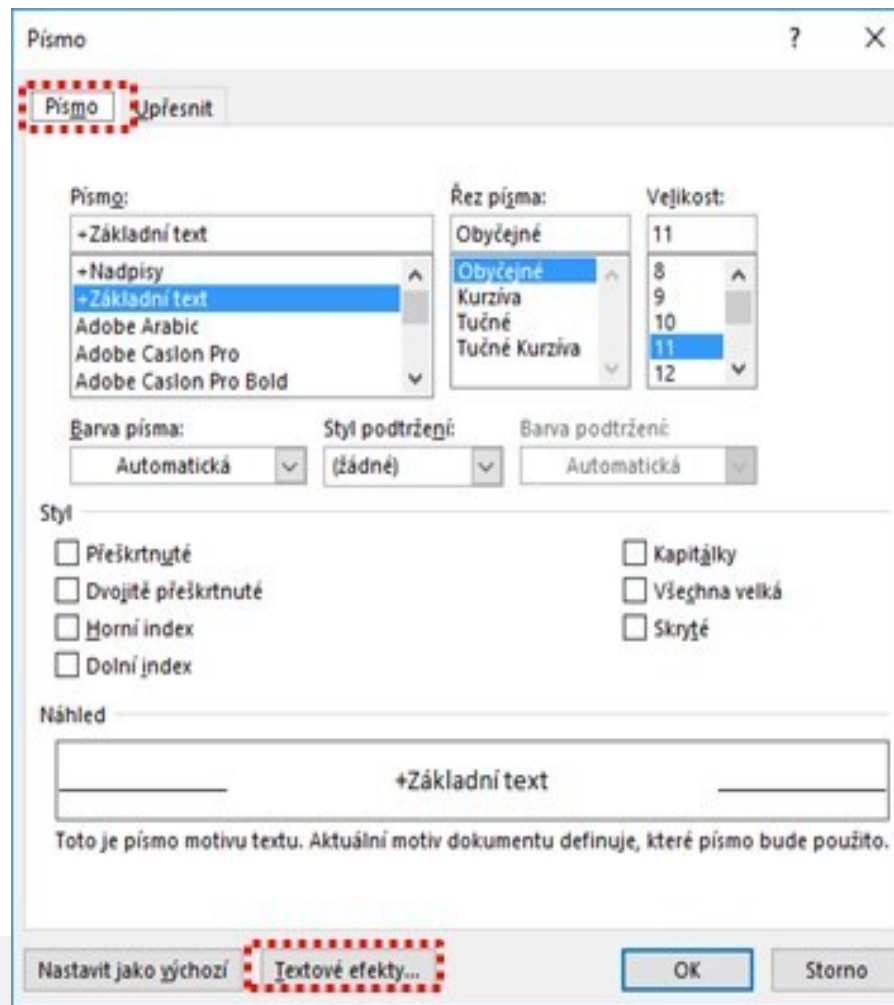 Písmo ? ×
Písmo Upřesnit
Písmo: Řez písma: Velikost:
+Základní text Obyčejné 11
+Nadpisy Obyčejné 8
+Základní text Kurzíva 9
Adobe Arabic Tučné 10
Adobe Caslon Pro Tučné Kurzíva 11
Adobe Caslon Pro Bold 12
Barva písma: Styl podtržení: Barva podtržení:
Automatická (žádné) Automatická
Styl
Přeškrtnuté Kapitálky
Dvojitě přeškrtnuté Všechna velká
Horní index Skryté
Dolní index
Náhled
+Základní text
Toto je písmo motivu textu. Aktuální motiv dokumentu definuje, které písmo bude použito.
Nastavit jako výchozí Textové efekty... OK Storno